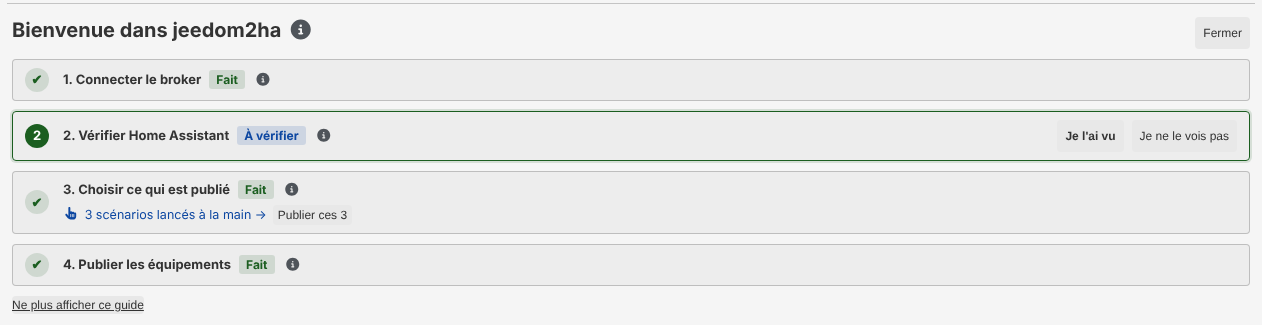 Bienvenue dans jeedom2ha
Fermer
1. Connecter le broker Fait
2 2. Vérifier Home Assistant À vérifier Je l'ai vu Je ne le vois pas
3. Choisir ce qui est publié Fait
3 scénarios lancés à la main → Publier ces 3
4. Publier les équipements Fait
Ne plus afficher ce guide